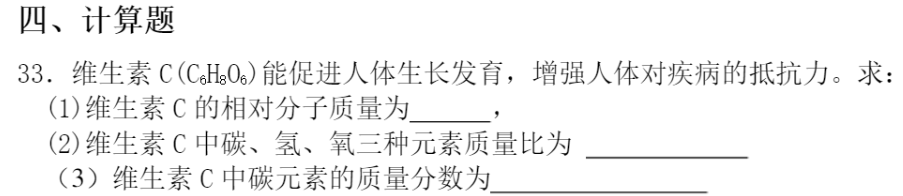 四、计算题
33．维生素 C(C₆H₈O₆)能促进人体生长发育，增强人体对疾病的抵抗力。求：
(1)维生素 C 的相对分子质量为______，
(2)维生素 C 中碳、氢、氧三种元素质量比为 ____________
（3）维生素 C 中碳元素的质量分数为________________